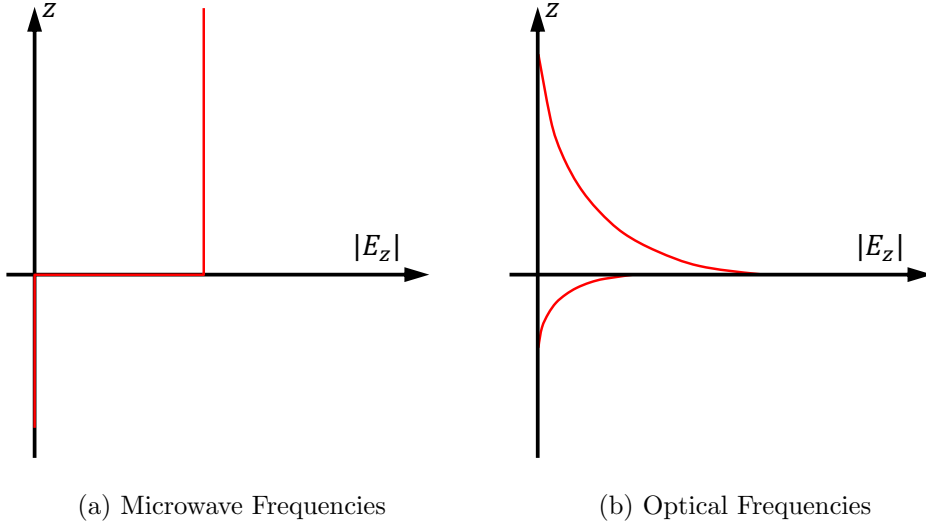 z
|E_z|
(a) Microwave Frequencies
z
|E_z|
(b) Optical Frequencies